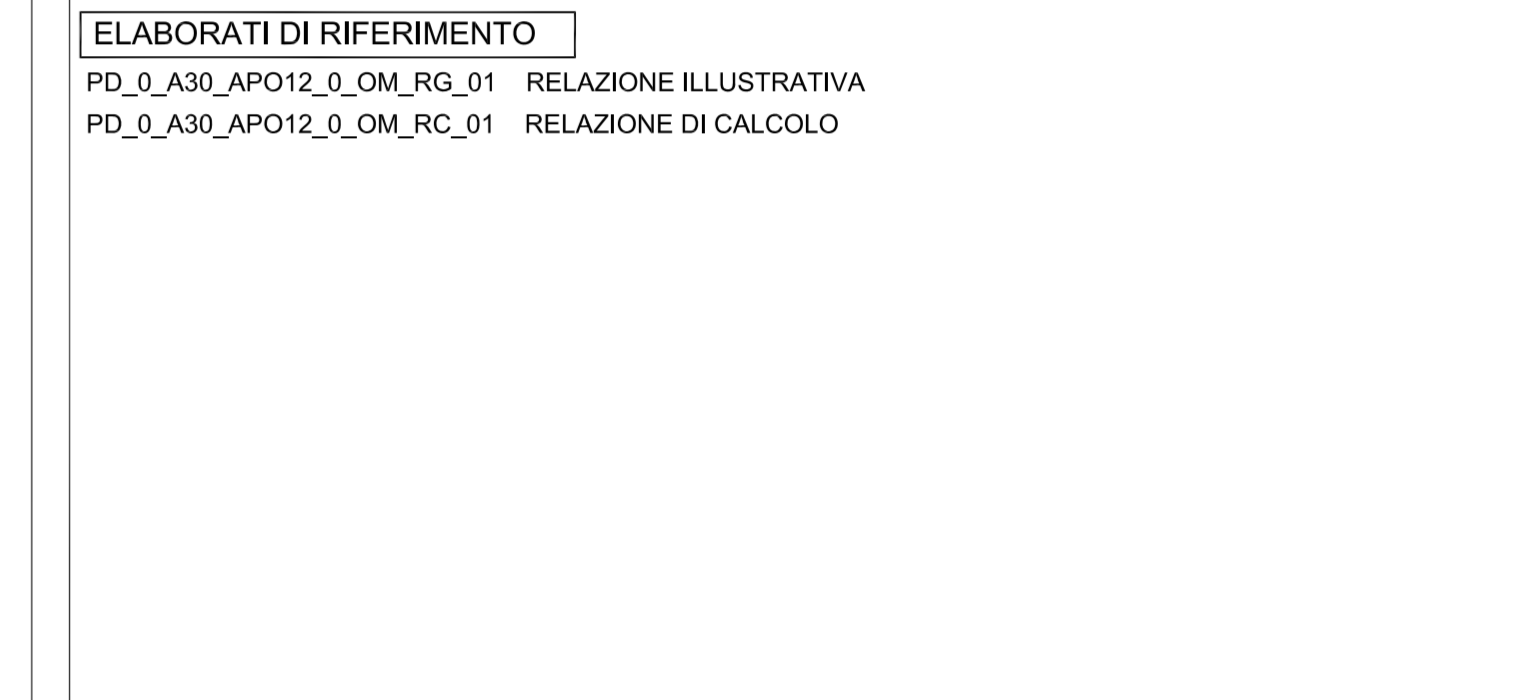 ELABORATI DI RIFERIMENTO
PD_0_A30_APO12_0_OM_RG_01 RELAZIONE ILLUSTRATIVA
PD_0_A30_APO12_0_OM_RC_01 RELAZIONE DI CALCOLO